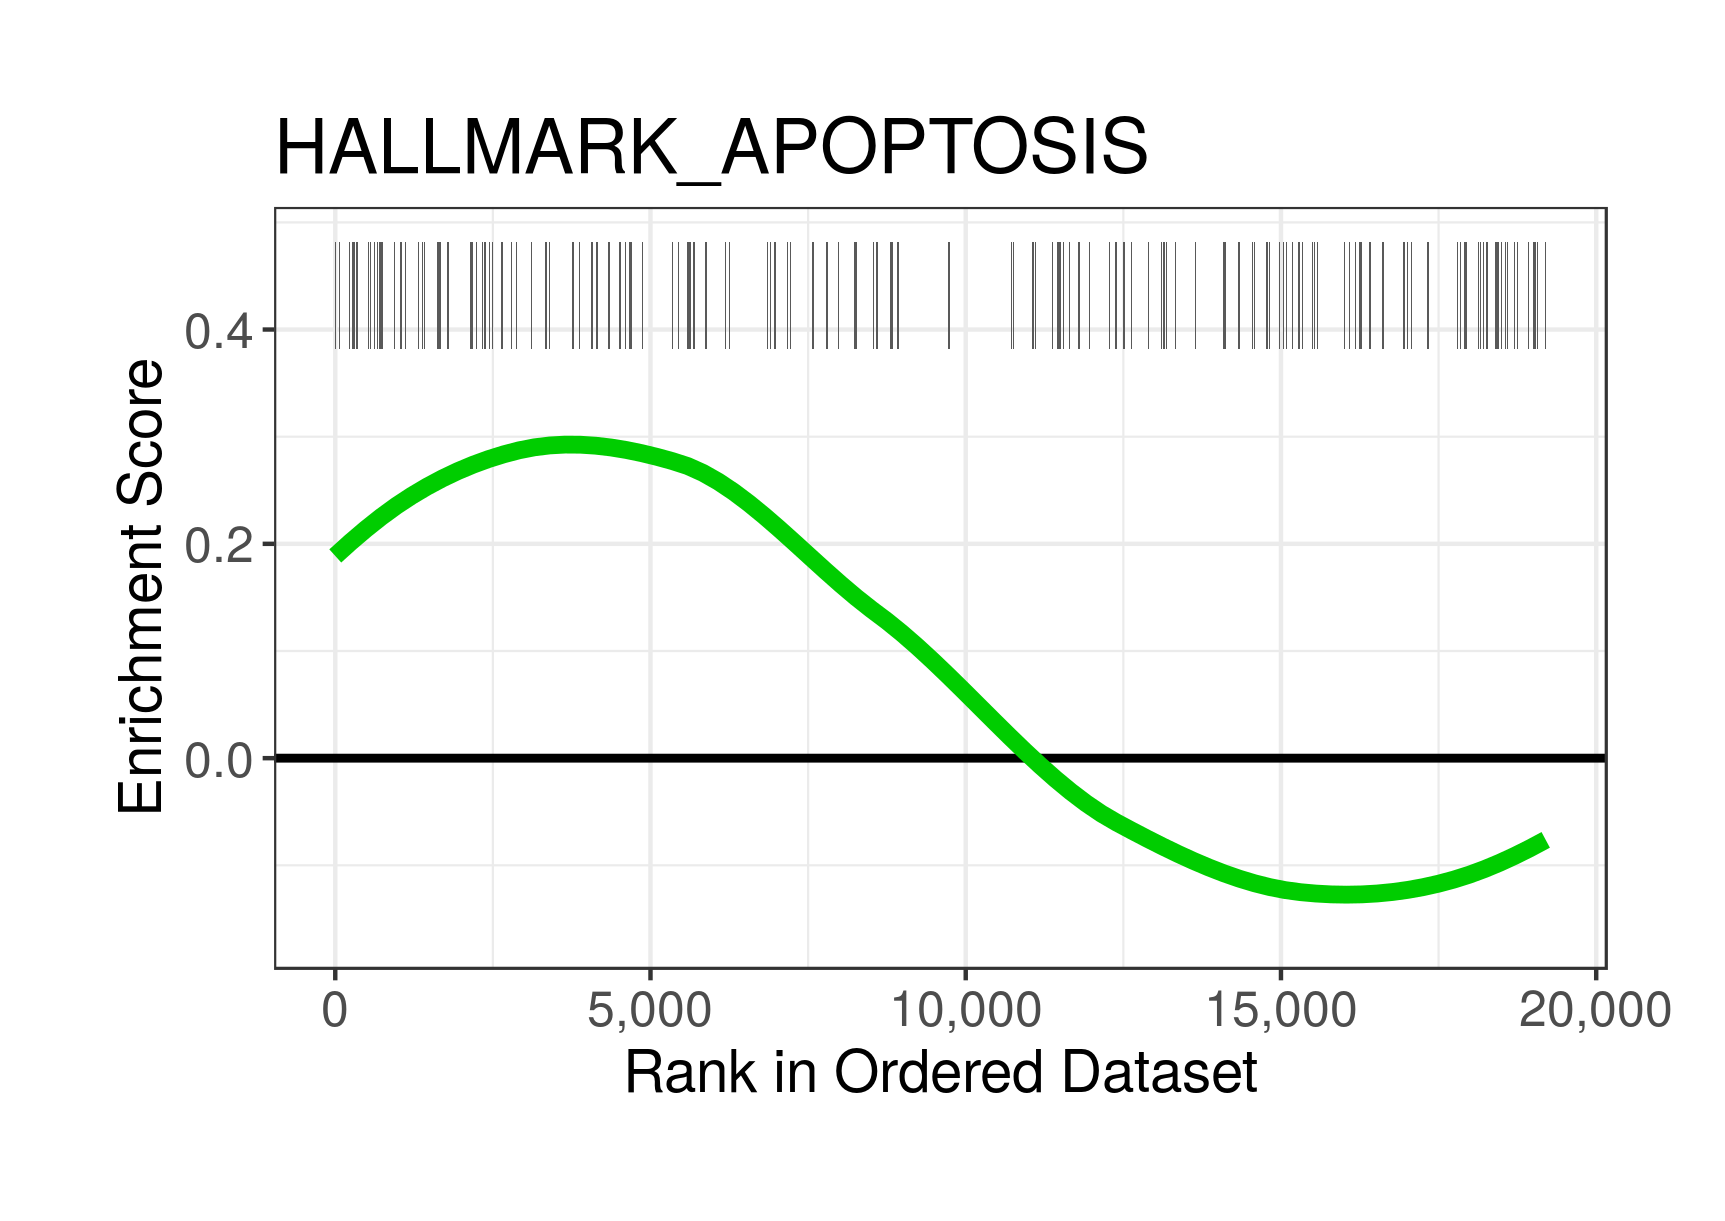 HALLMARK_APOPTOSIS
Enrichment Score
0.4
0.2
0.0
0 5,000 10,000 15,000 20,000
Rank in Ordered Dataset